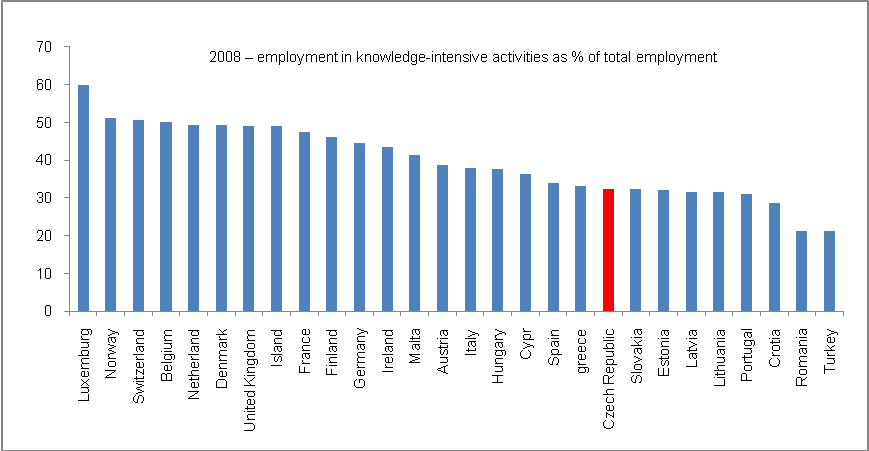 2008 – employment in knowledge-intensive activities as % of total employment
70
60
50
40
30
20
10
0
Luxemburg
Norway
Switzerland
Belgium
Netherland
Denmark
United Kingdom
Island
France
Finland
Germany
Ireland
Malta
Austria
Italy
Hungary
Cypr
Spain
greece
Czech Republic
Slovakia
Estonia
Latvia
Lithuania
Portugal
Crotia
Romania
Turkey